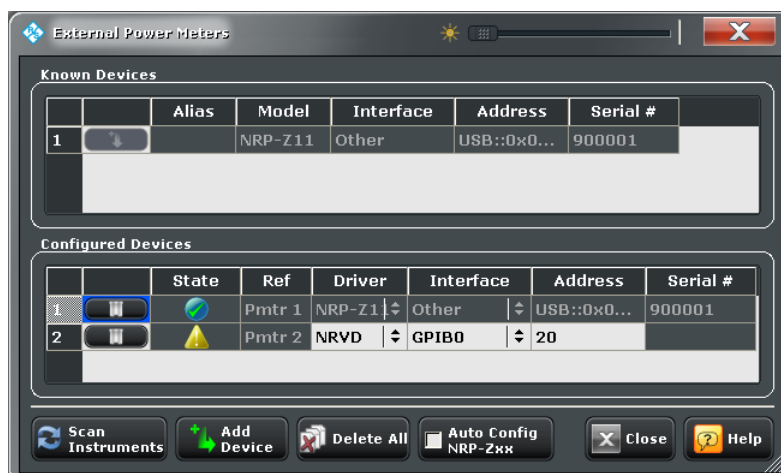 External Power Meters
X
Known Devices
Alias Model Interface Address Serial #
1 NRP-Z11 Other USB::0x0... 900001
Configured Devices
State Ref Driver Interface Address Serial #
1 Pmtr 1 NRP-Z11 Other USB::0x0... 900001
2 Pmtr 2 NRVD GPIB0 20
Scan Instruments
Add Device
Delete All
Auto Config NRP-Zxx
X Close
? Help